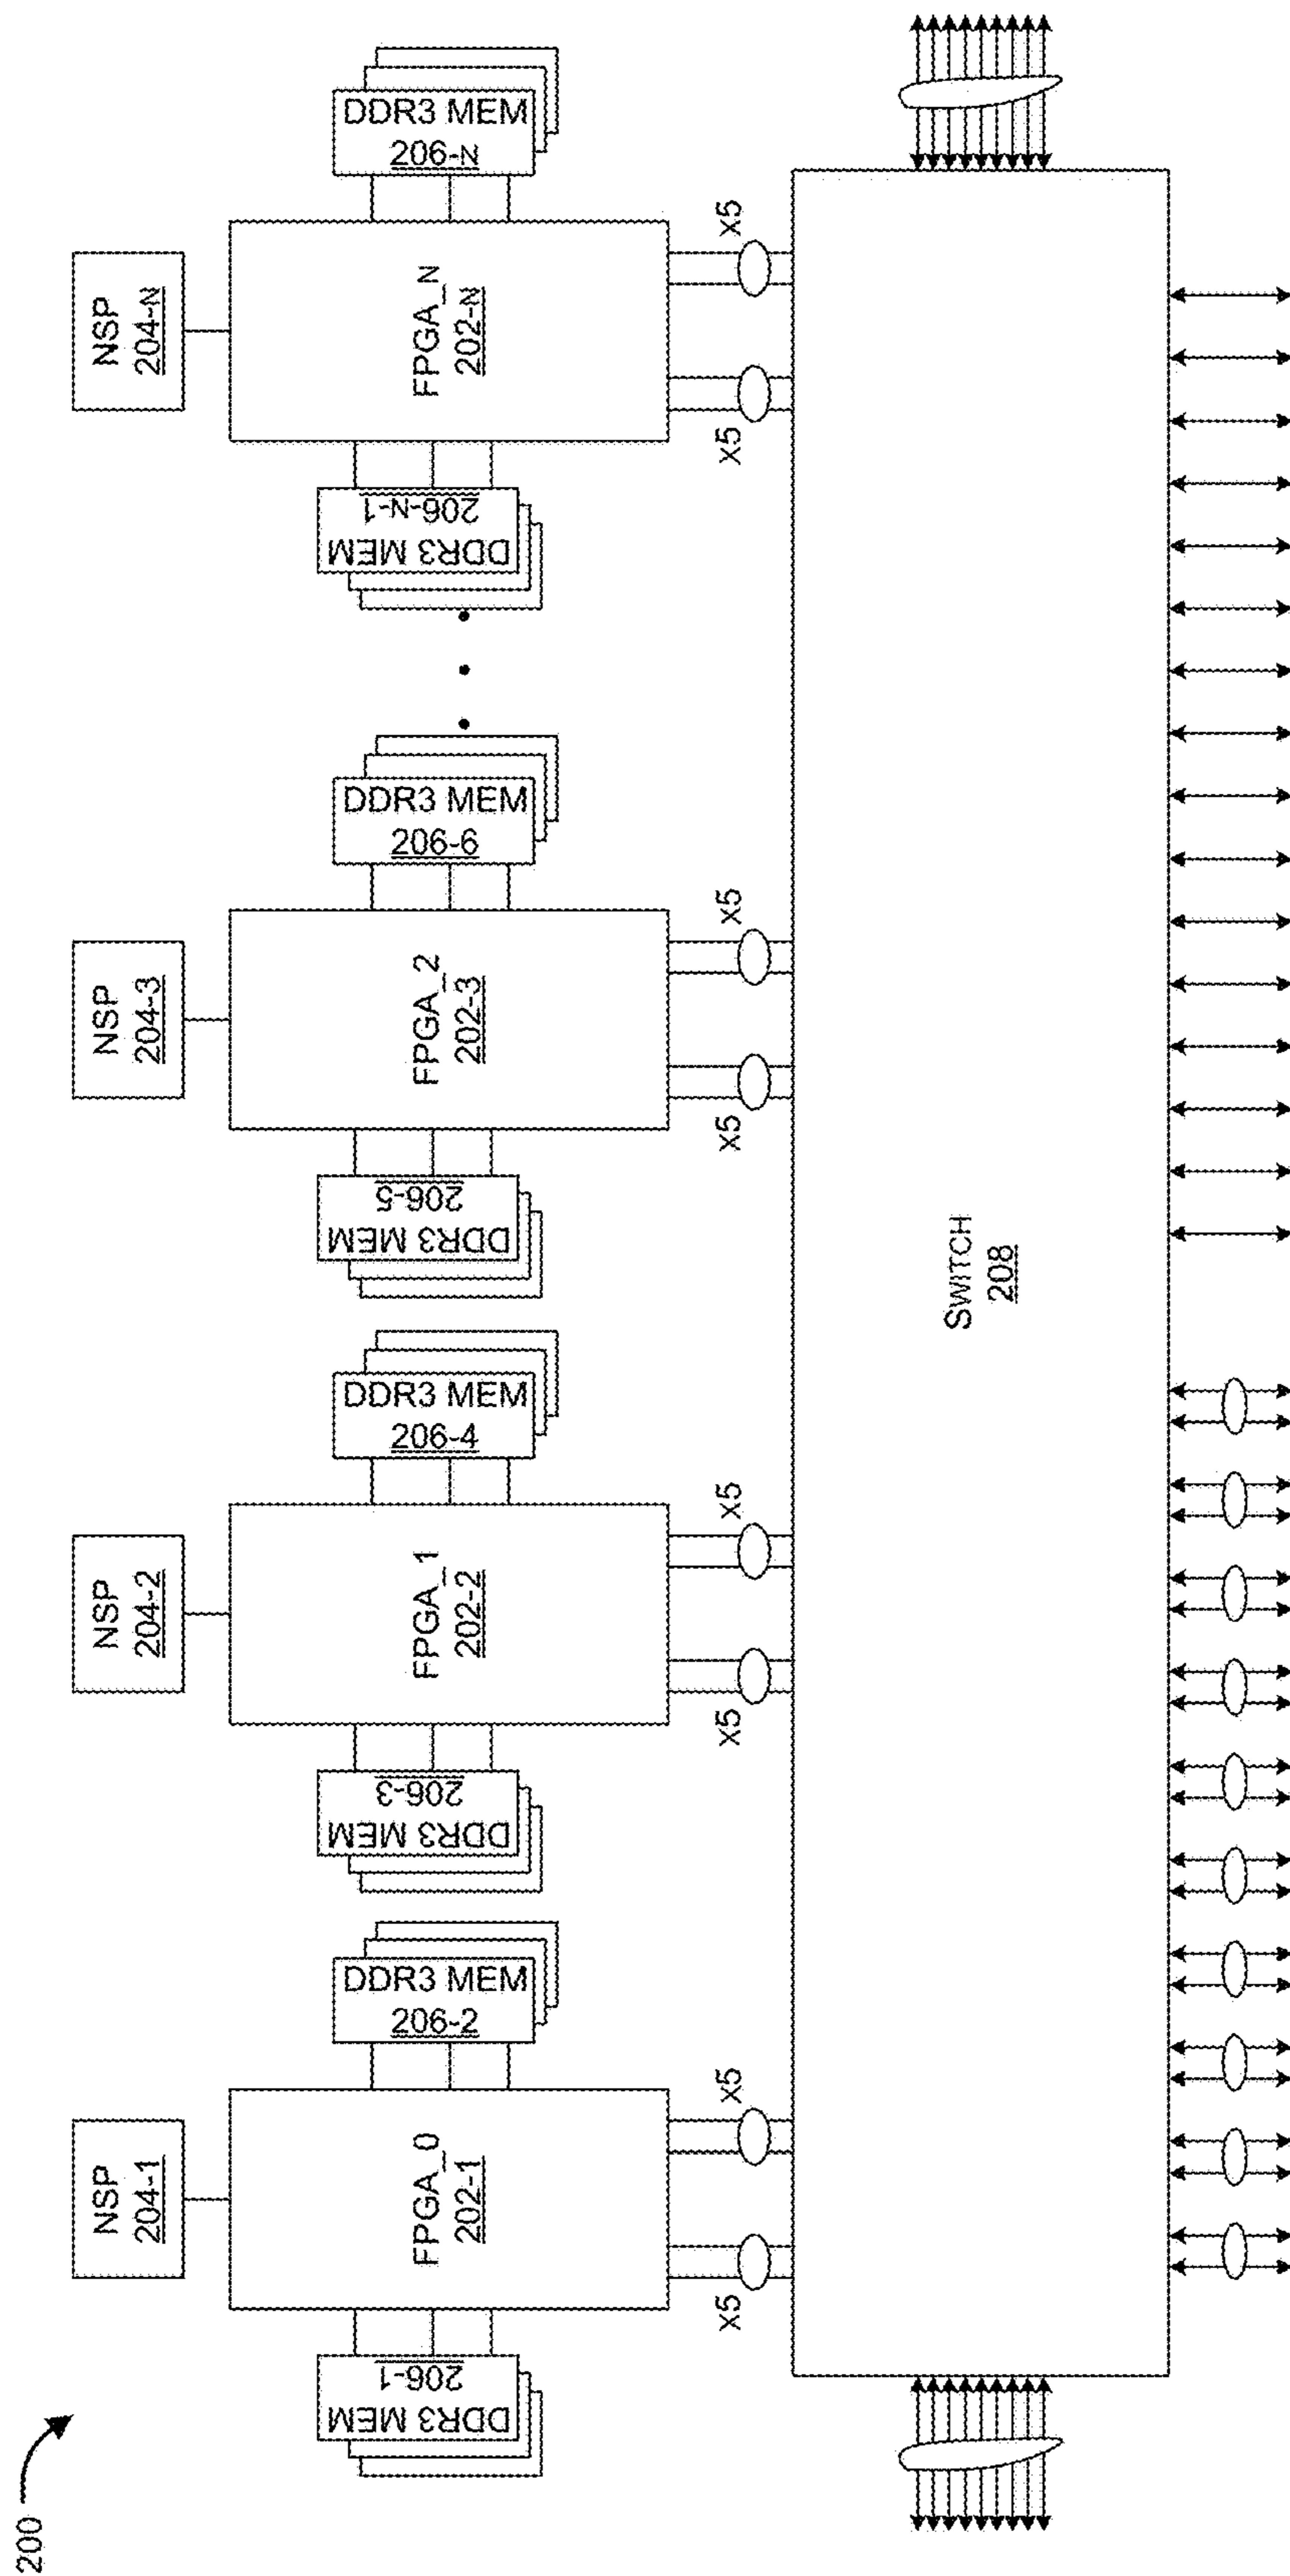 200
NSP
204-1
NSP
204-2
NSP
204-3
NSP
204-N
DDR3 MEM
206-1
FPGA_0
202-1
DDR3 MEM
206-2
DDR3 MEM
206-3
FPGA_1
202-2
DDR3 MEM
206-4
DDR3 MEM
206-5
FPGA_2
202-3
DDR3 MEM
206-6
DDR3 MEM
206-N-1
FPGA_N
202-N
DDR3 MEM
206-N
x5
x5
x5
x5
x5
x5
x5
x5
SWITCH
208